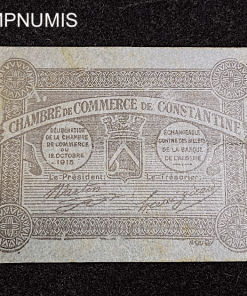 MPNUMIS
CHAMBRE DE COMMERCE DE CONSTANTINE
DÉLIBÉRATION
DE LA CHAMBRE
DE COMMERCE
DU
18 OCTOBRE
1915
ÉCHANGEABLE
CONTRE DES BILLETS
DE LA BANQUE
DE L'ALGÉRIE
Le Président,
Le Trésorier,